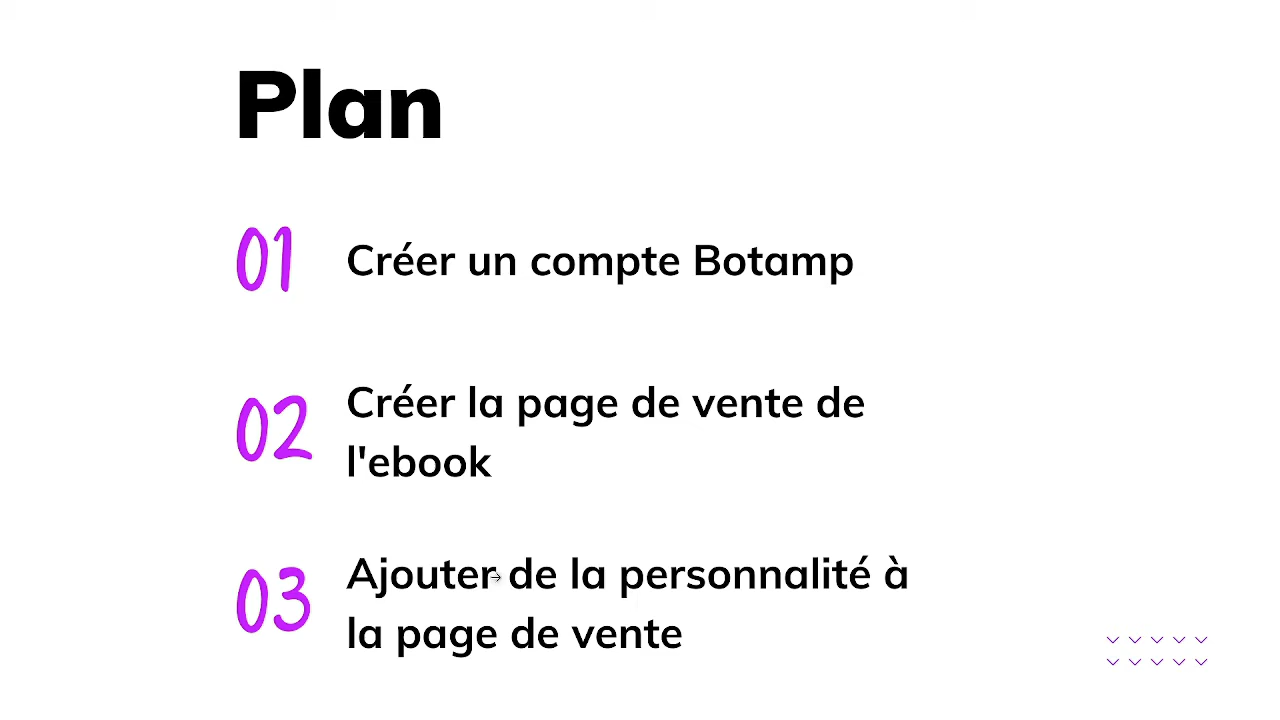 Plan
01 Créer un compte Botamp
02 Créer la page de vente de
l'ebook
03 Ajouter de la personnalité à
la page de vente